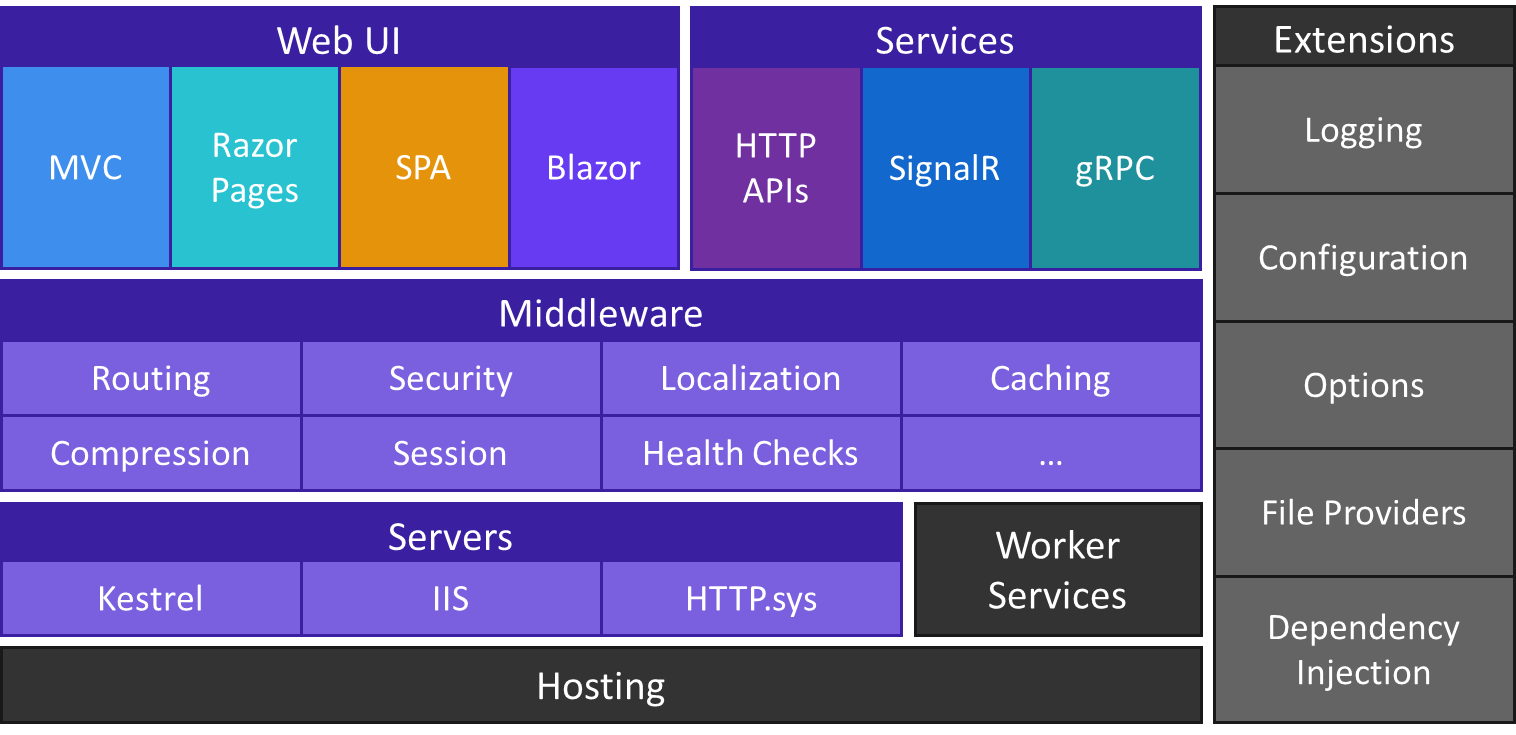 Web UI
MVC
Razor
Pages
SPA
Blazor
Services
HTTP
APIs
SignalR
gRPC
Middleware
Routing
Security
Localization
Caching
Compression
Session
Health Checks
...
Servers
Kestrel
IIS
HTTP.sys
Worker
Services
Hosting
Extensions
Logging
Configuration
Options
File Providers
Dependency
Injection